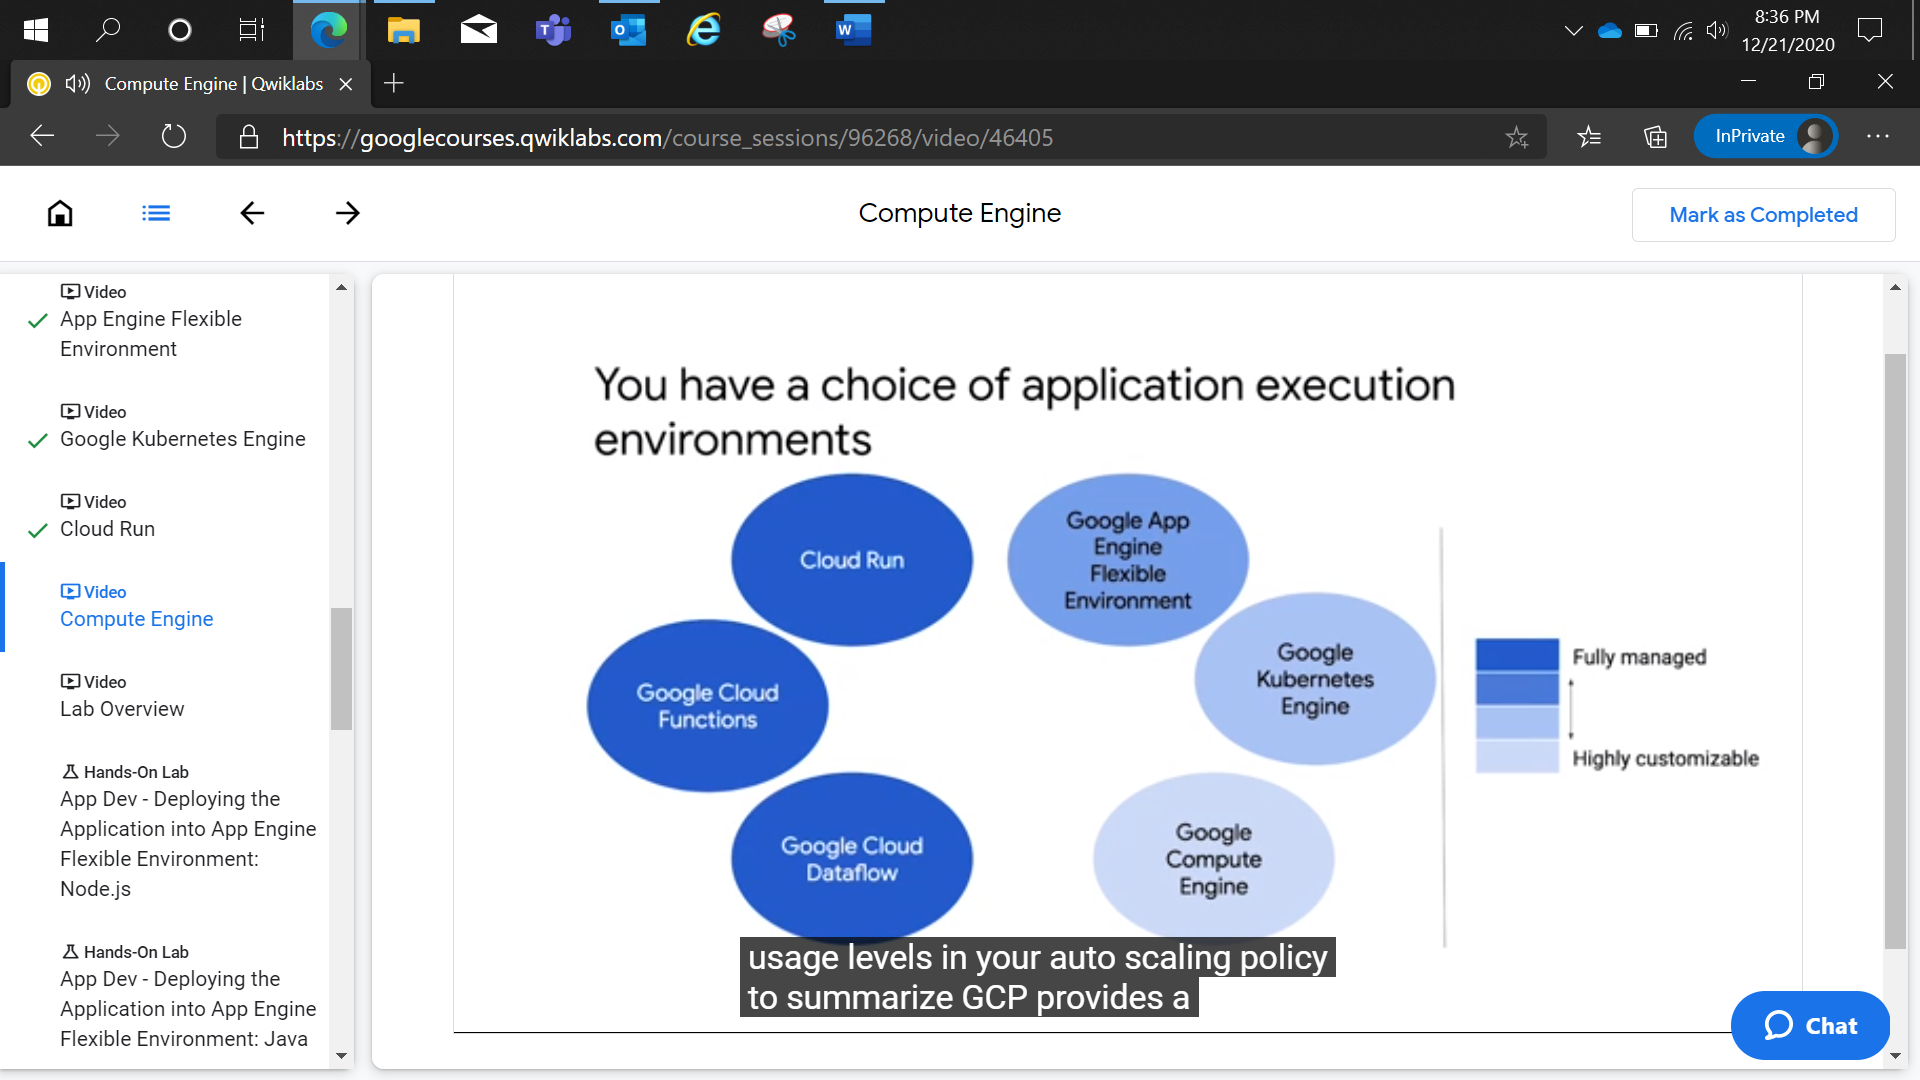 8:36 PM
12/21/2020
Compute Engine | Qwiklabs
https://googlecourses.qwiklabs.com/course_sessions/96268/video/46405
InPrivate
Compute Engine
Mark as Completed
Video
App Engine Flexible
Environment
Video
Google Kubernetes Engine
Video
Cloud Run
Video
Compute Engine
Video
Lab Overview
Hands-On Lab
App Dev - Deploying the
Application into App Engine
Flexible Environment:
Node.js
Hands-On Lab
App Dev - Deploying the
Application into App Engine
Flexible Environment: Java
You have a choice of application execution
environments
Cloud Run
Google App
Engine
Flexible
Environment
Google Cloud
Functions
Google
Kubernetes
Engine
Google Cloud
Dataflow
Google
Compute
Engine
Fully managed
Highly customizable
usage levels in your auto scaling policy
to summarize GCP provides a
Chat